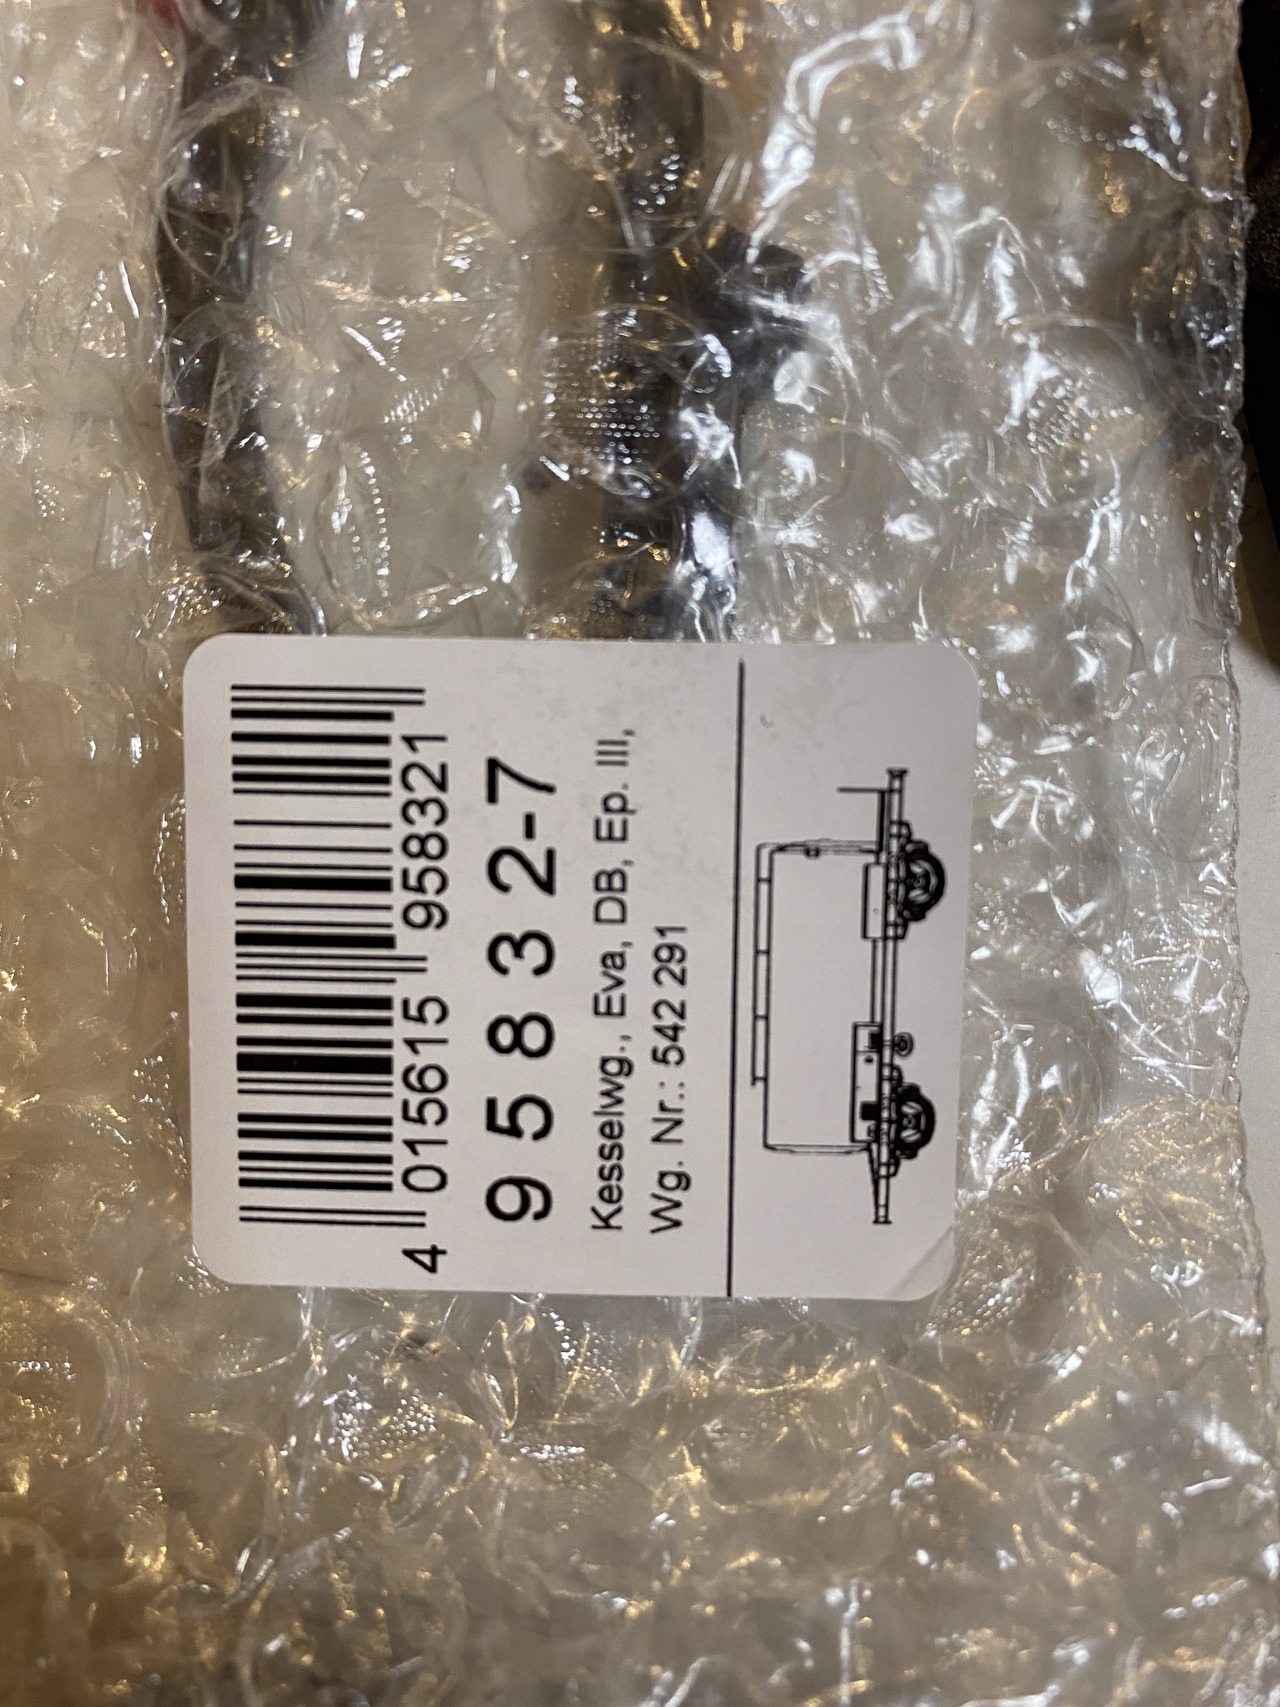 4 015615 958321
9 5 8 3 2-7
Kesselwg., Eva, DB, Ep. III,
Wg. Nr.: 542 291